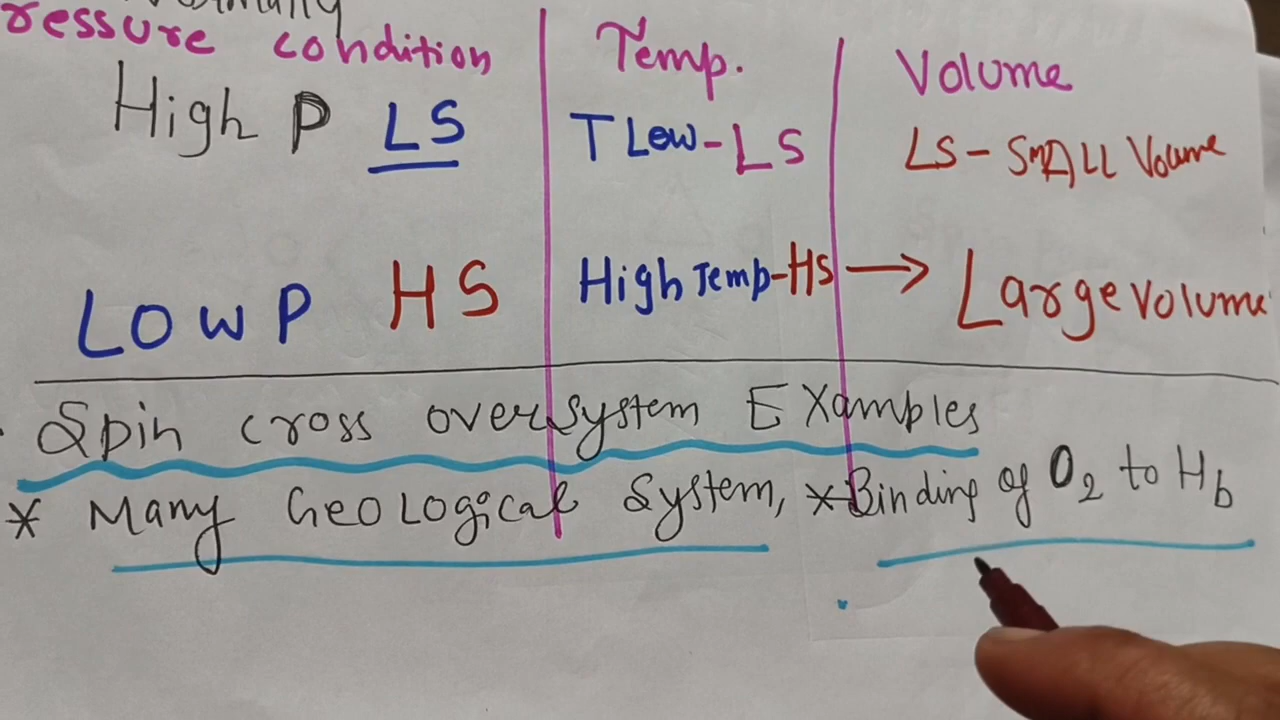 ressure condition
Temp.
Volume
High P LS
T Low-LS
LS - SMALL Volume
Low P HS
High Temp-HS →
Large volume
Spin cross over system Examples
* Many Geological System, * Binding of O₂ to Hb